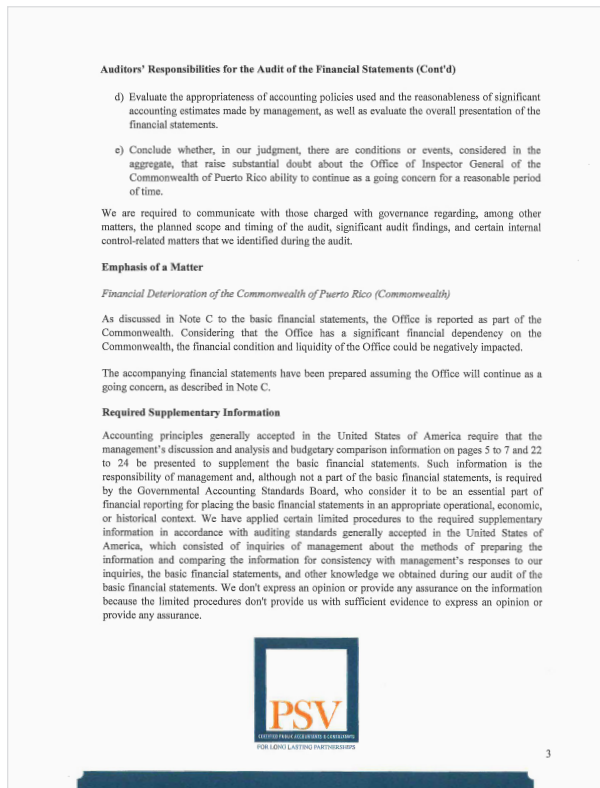 Auditors' Responsibilities for the Audit of the Financial Statements (Cont'd)
d) Evaluate the appropriateness of accounting policies used and the reasonableness of significant
accounting estimates made by management, as well as evaluate the overall presentation of the
financial statements.
e) Conclude whether, in our judgment, there are conditions or events, considered in the
aggregate, that raise substantial doubt about the Office of Inspector General of the
Commonwealth of Puerto Rico ability to continue as a going concern for a reasonable period
of time.
We are required to communicate with those charged with governance regarding, among other
matters, the planned scope and timing of the audit, significant audit findings, and certain internal
control-related matters that we identified during the audit.
Emphasis of a Matter
Financial Deterioration of the Commonwealth of Puerto Rico (Commonwealth)
As discussed in Note C to the basic financial statements, the Office is reported as part of the
Commonwealth. Considering that the Office has a significant financial dependency on the
Commonwealth, the financial condition and liquidity of the Office could be negatively impacted.
The accompanying financial statements have been prepared assuming the Office will continue as a
going concern, as described in Note C.
Required Supplementary Information
Accounting principles generally accepted in the United States of America require that the
management's discussion and analysis and budgetary comparison information on pages 5 to 7 and 22
to 24 be presented to supplement the basic financial statements. Such information is the
responsibility of management and, although not a part of the basic financial statements, is required
by the Governmental Accounting Standards Board, who consider it to be an essential part of
financial reporting for placing the basic financial statements in an appropriate operational, economic,
or historical context. We have applied certain limited procedures to the required supplementary
information in accordance with auditing standards generally accepted in the United States of
America, which consisted of inquiries of management about the methods of preparing the
information and comparing the information for consistency with management's responses to our
inquiries, the basic financial statements, and other knowledge we obtained during our audit of the
basic financial statements. We don't express an opinion or provide any assurance on the information
because the limited procedures don't provide us with sufficient evidence to express an opinion or
provide any assurance.
PSV
CERTIFIED PUBLIC ACCOUNTANTS & CONSULTANTS
FOR LONG LASTING PARTNERSHIPS
3